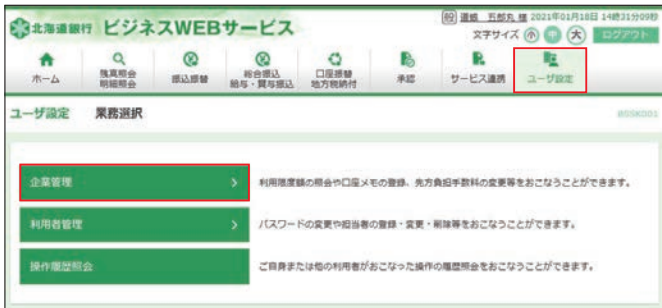 北海道銀行 ビジネスWEBサービス
道銀 五郎丸 様 2021年01月18日 14時31分09秒
文字サイズ 小 中 大 ログアウト
ホーム
残高照会
明細照会
振込振替
総合振込
給与・賞与振込
口座振替
地方税納付
承認
サービス連携
ユーザ設定
ユーザ設定 業務選択
BSSK001
企業管理 > 利用限度額の照会や口座メモの登録、先方負担手数料の変更等をおこなうことができます。
利用者管理 > パスワードの変更や担当者の登録・変更・削除等をおこなうことができます。
操作履歴照会 ご自身または他の利用者がおこなった操作の履歴照会をおこなうことができます。